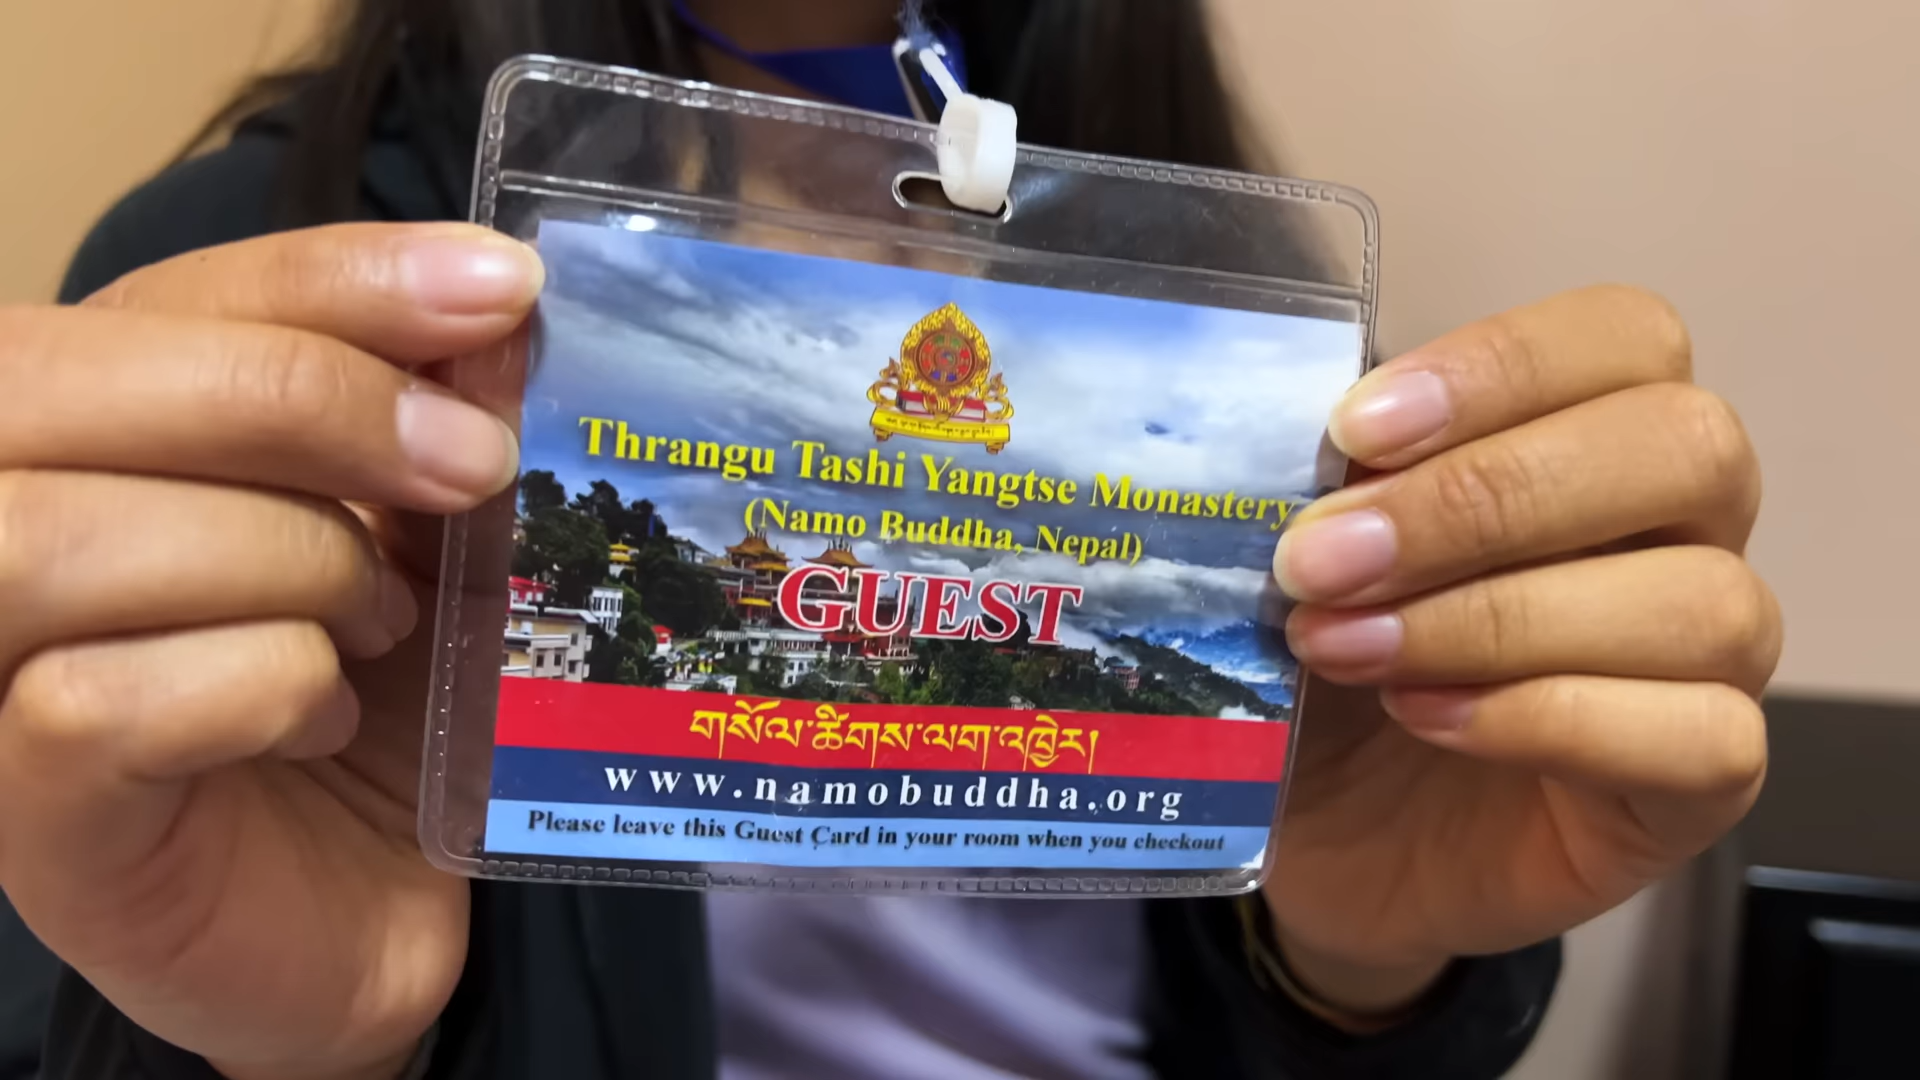 Thrangu Tashi Yangtse Monastery
(Namo Buddha, Nepal)
GUEST
གསོལ་ཚིགས་ལག་འཁྱེར།
www.namobuddha.org
Please leave this Guest Card in your room when you checkout